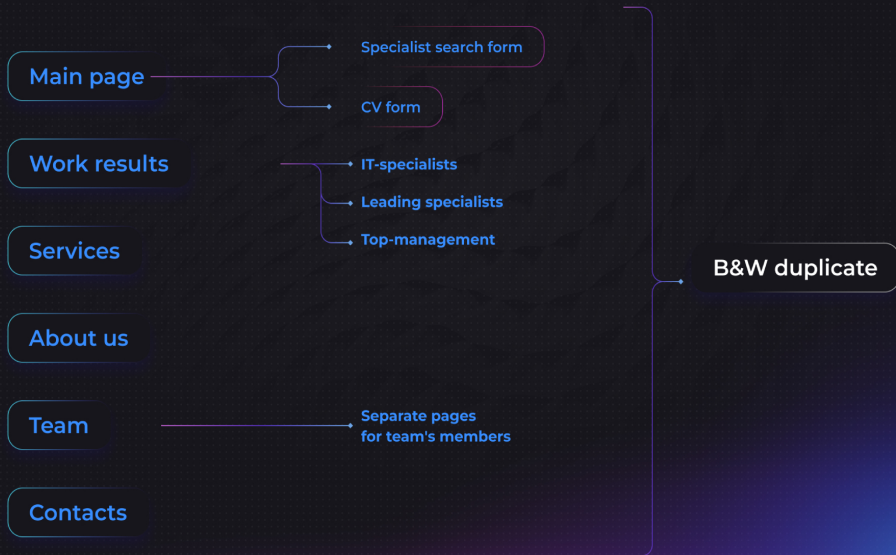 Main page
Specialist search form
CV form
Work results
IT-specialists
Leading specialists
Top-management
Services
B&W duplicate
About us
Team
Separate pages
for team's members
Contacts